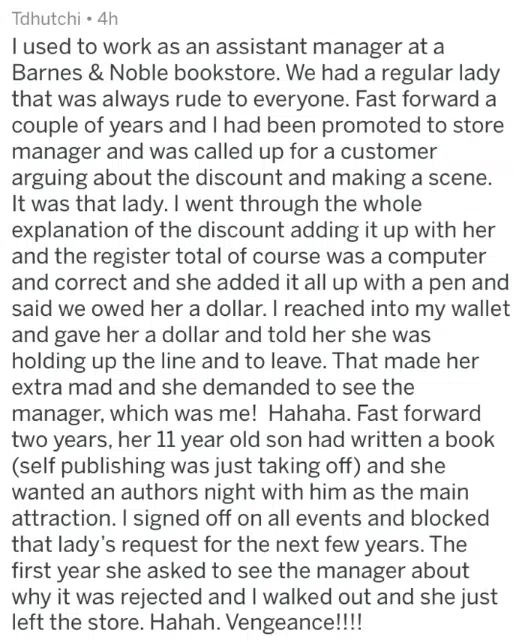 Tdhutchi • 4h
I used to work as an assistant manager at a
Barnes & Noble bookstore. We had a regular lady
that was always rude to everyone. Fast forward a
couple of years and I had been promoted to store
manager and was called up for a customer
arguing about the discount and making a scene.
It was that lady. I went through the whole
explanation of the discount adding it up with her
and the register total of course was a computer
and correct and she added it all up with a pen and
said we owed her a dollar. I reached into my wallet
and gave her a dollar and told her she was
holding up the line and to leave. That made her
extra mad and she demanded to see the
manager, which was me!  Hahaha. Fast forward
two years, her 11 year old son had written a book
(self publishing was just taking off) and she
wanted an authors night with him as the main
attraction. I signed off on all events and blocked
that lady's request for the next few years. The
first year she asked to see the manager about
why it was rejected and I walked out and she just
left the store. Hahah. Vengeance!!!!